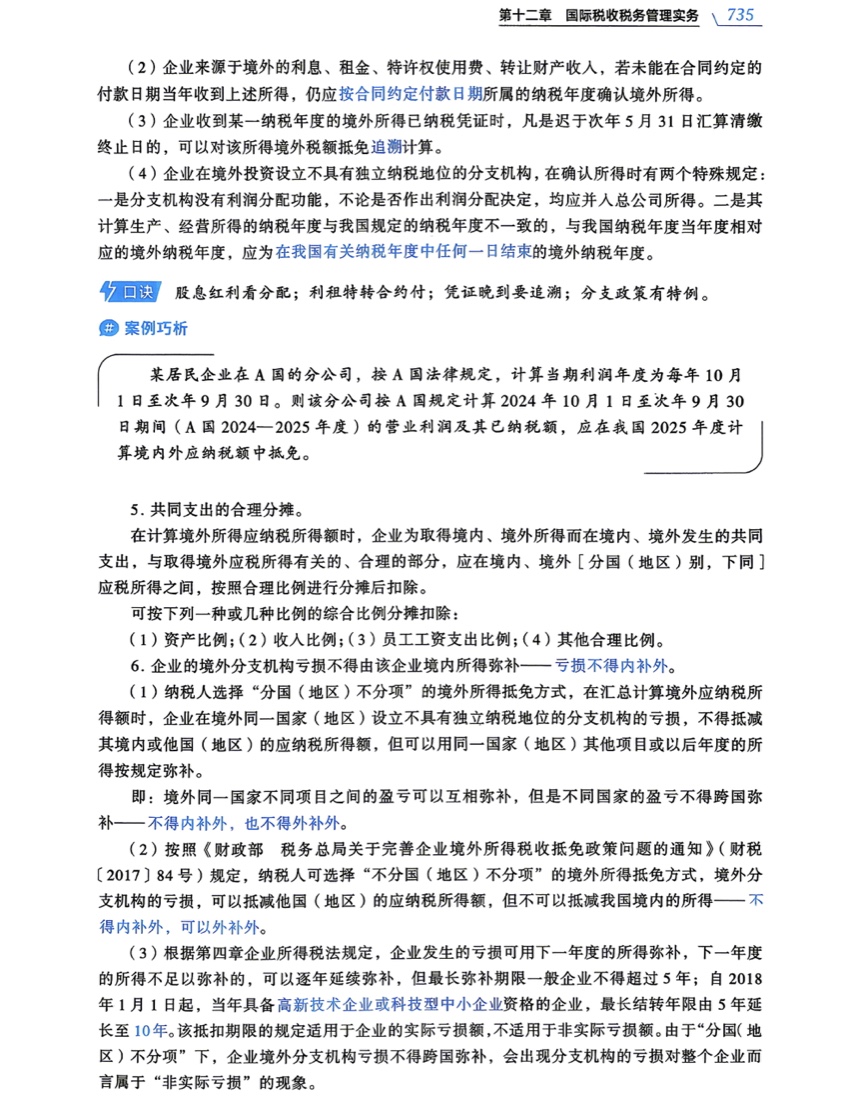 第十二章 国际税收税务管理实务 735
（2）企业来源于境外的利息、租金、特许权使用费、转让财产收入，若未能在合同约定的
付款日期当年收到上述所得，仍应按合同约定付款日期所属的纳税年度确认境外所得。
（3）企业收到某一纳税年度的境外所得已纳税凭证时，凡是迟于次年5月31日汇算清缴
终止日的，可以对该所得境外税额抵免追溯计算。
（4）企业在境外投资设立不具有独立纳税地位的分支机构，在确认所得时有两个特殊规定：
一是分支机构没有利润分配功能，不论是否作出利润分配决定，均应并入总公司所得。二是其
计算生产、经营所得的纳税年度与我国规定的纳税年度不一致的，与我国纳税年度当年度相对
应的境外纳税年度，应为在我国有关纳税年度中任何一日结束的境外纳税年度。
口诀 股息红利看分配；利租特转合约付；凭证晚到要追溯；分支政策有特例。
# 案例巧析
某居民企业在A国的分公司，按A国法律规定，计算当期利润年度为每年10月
1日至次年9月30日。则该分公司按A国规定计算2024年10月1日至次年9月30
日期间（A国2024—2025年度）的营业利润及其已纳税额，应在我国2025年度计
算境内外应纳税额中抵免。
5. 共同支出的合理分摊。
在计算境外所得应纳税所得额时，企业为取得境内、境外所得而在境内、境外发生的共同
支出，与取得境外应税所得有关的、合理的部分，应在境内、境外［分国（地区）别，下同］
应税所得之间，按照合理比例进行分摊后扣除。
可按下列一种或几种比例的综合比例分摊扣除：
（1）资产比例；（2）收入比例；（3）员工工资支出比例；（4）其他合理比例。
6. 企业的境外分支机构亏损不得由该企业境内所得弥补——亏损不得内补外。
（1）纳税人选择“分国（地区）不分项”的境外所得抵免方式，在汇总计算境外应纳税所
得额时，企业在境外同一国家（地区）设立不具有独立纳税地位的分支机构的亏损，不得抵减
其境内或他国（地区）的应纳税所得额，但可以用同一国家（地区）其他项目或以后年度的所
得按规定弥补。
即：境外同一国家不同项目之间的盈亏可以互相弥补，但是不同国家的盈亏不得跨国弥
补——不得内补外，也不得外补外。
（2）按照《财政部 税务总局关于完善企业境外所得税收抵免政策问题的通知》（财税
〔2017〕84号）规定，纳税人可选择“不分国（地区）不分项”的境外所得抵免方式，境外分
支机构的亏损，可以抵减他国（地区）的应纳税所得额，但不可以抵减我国境内的所得——不
得内补外，可以外补外。
（3）根据第四章企业所得税法规定，企业发生的亏损可用下一年度的所得弥补，下一年度
的所得不足以弥补的，可以逐年延续弥补，但最长弥补期限一般企业不得超过5年；自2018
年1月1日起，当年具备高新技术企业或科技型中小企业资格的企业，最长结转年限由5年延
长至10年。该抵扣期限的规定适用于企业的实际亏损额，不适用于非实际亏损额。由于“分国（地
区）不分项”下，企业境外分支机构亏损不得跨国弥补，会出现分支机构的亏损对整个企业而
言属于“非实际亏损”的现象。